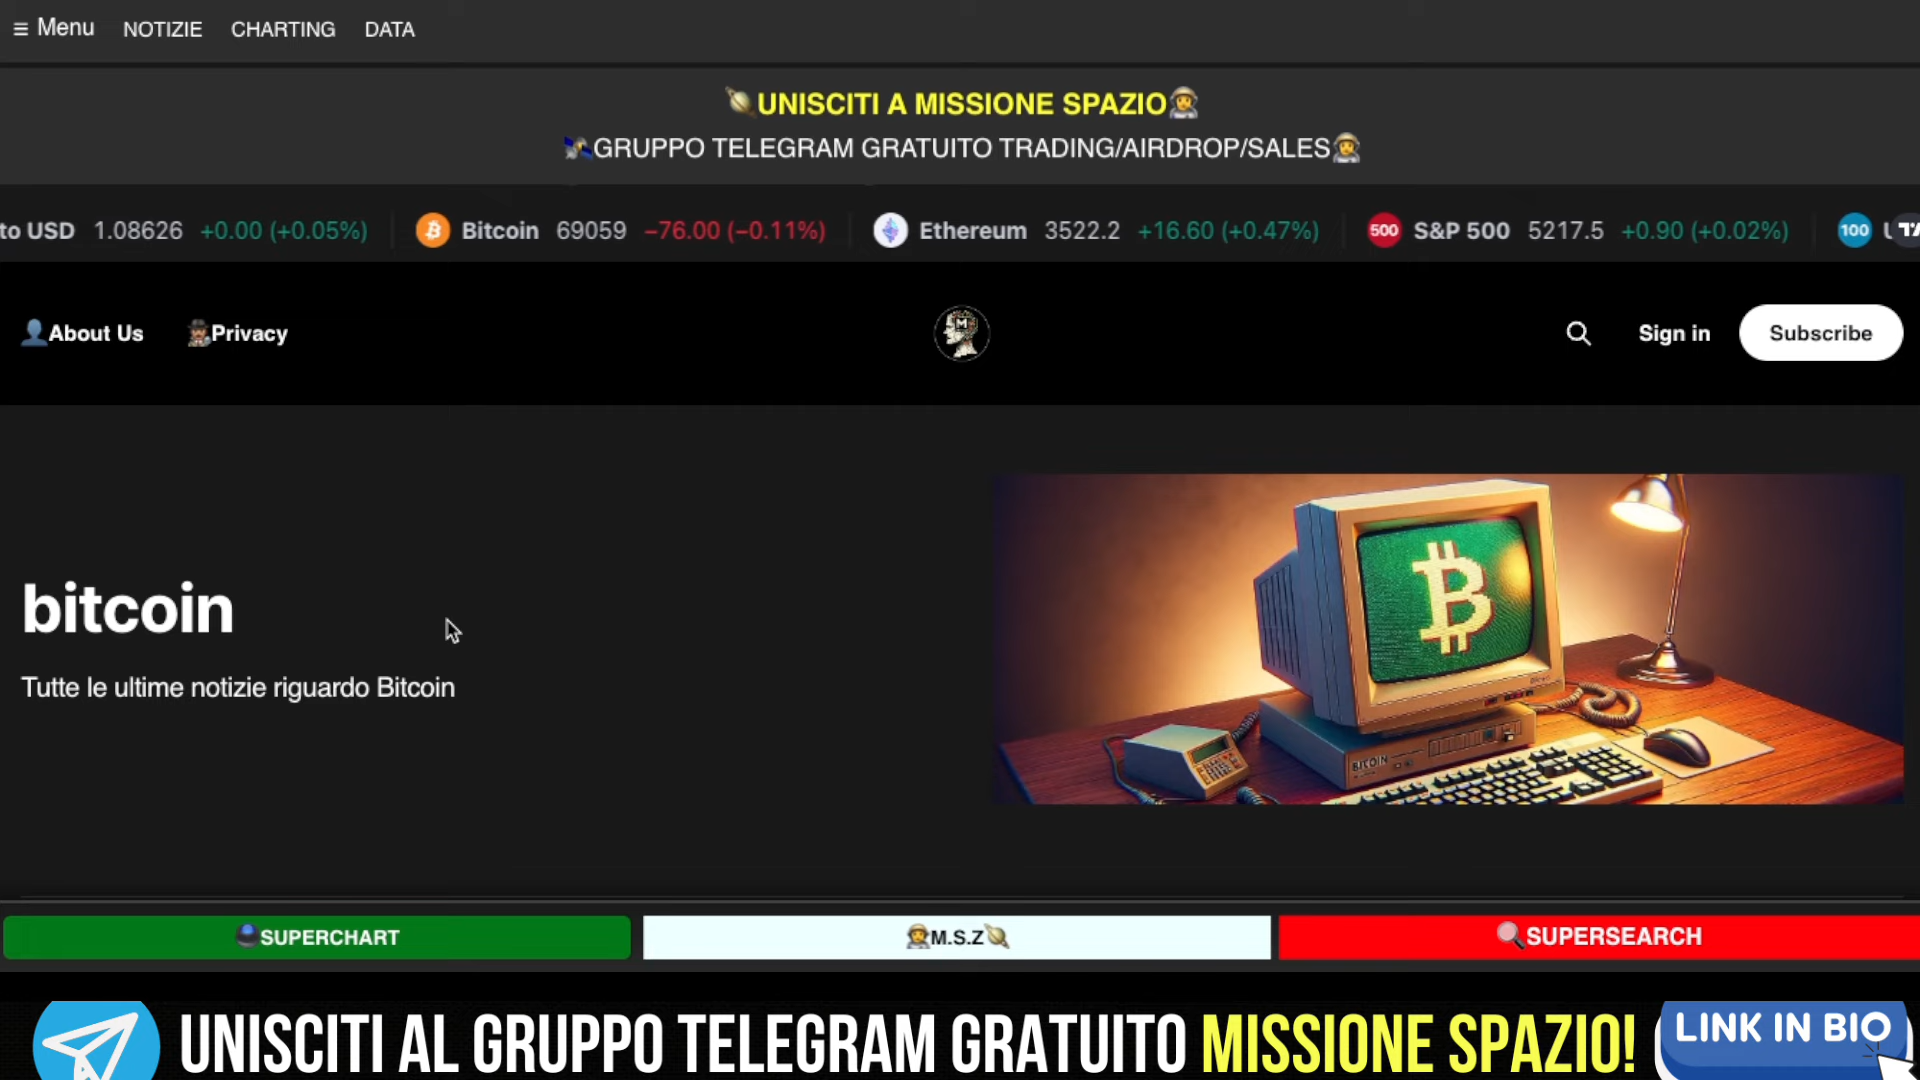 ≡ Menu NOTIZIE CHARTING DATA
🪐UNISCITI A MISSIONE SPAZIO👩‍🚀
🛰️GRUPPO TELEGRAM GRATUITO TRADING/AIRDROP/SALES👩‍🚀
to USD 1.08626 +0.00 (+0.05%) Bitcoin 69059 −76.00 (−0.11%) Ethereum 3522.2 +16.60 (+0.47%) 500 S&P 500 5217.5 +0.90 (+0.02%) 100
👤About Us 🕵️Privacy Sign in Subscribe
bitcoin
Tutte le ultime notizie riguardo Bitcoin
BITCOIN
🔮SUPERCHART 👩‍🚀M.S.Z🪐 🔍SUPERSEARCH
UNISCITI AL GRUPPO TELEGRAM GRATUITO MISSIONE SPAZIO! LINK IN BIO